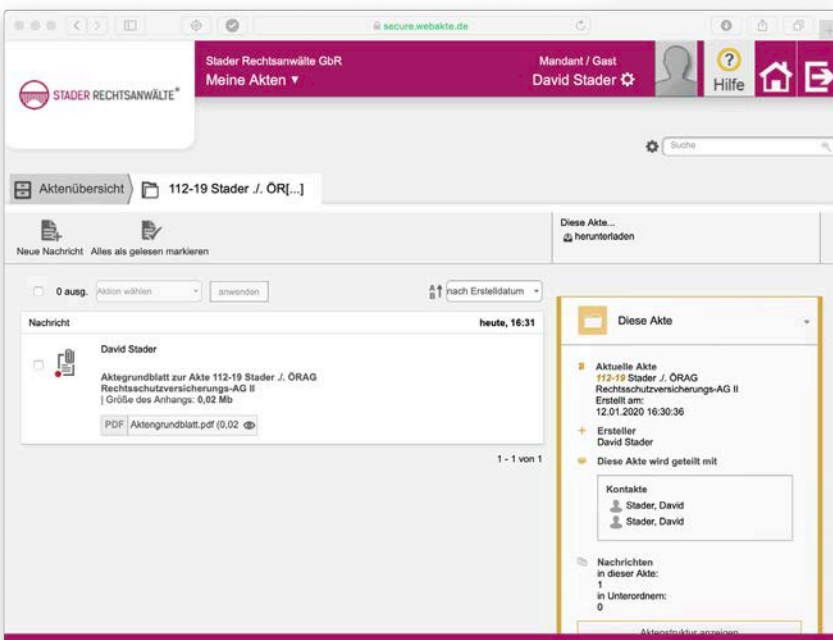 secure.webakte.de
Stader Rechtsanwälte GbR
Meine Akten
Mandant / Gast
David Stader
Hilfe
STADER RECHTSANWÄLTE®
Suche
Aktenübersicht
112-19 Stader ./. ÖR[...]
Neue Nachricht
Alles als gelesen markieren
Diese Akte...
herunterladen
0 ausg.
Aktion wählen
anwenden
nach Erstelldatum
Nachricht
heute, 16:31
David Stader
Aktegrundblatt zur Akte 112-19 Stader ./. ÖRAG
Rechtsschutzversicherungs-AG II
| Größe des Anhangs: 0,02 Mb
PDF Aktengrundblatt.pdf (0,02
1 - 1 von 1
Diese Akte
Aktuelle Akte
112-19 Stader ./. ÖRAG
Rechtsschutzversicherungs-AG II
Erstellt am:
12.01.2020 16:30:36
Ersteller
David Stader
Diese Akte wird geteilt mit
Kontakte
Stader, David
Stader, David
Nachrichten
in dieser Akte:
1
in Unterordnern:
0
Aktenstruktur anzeigen